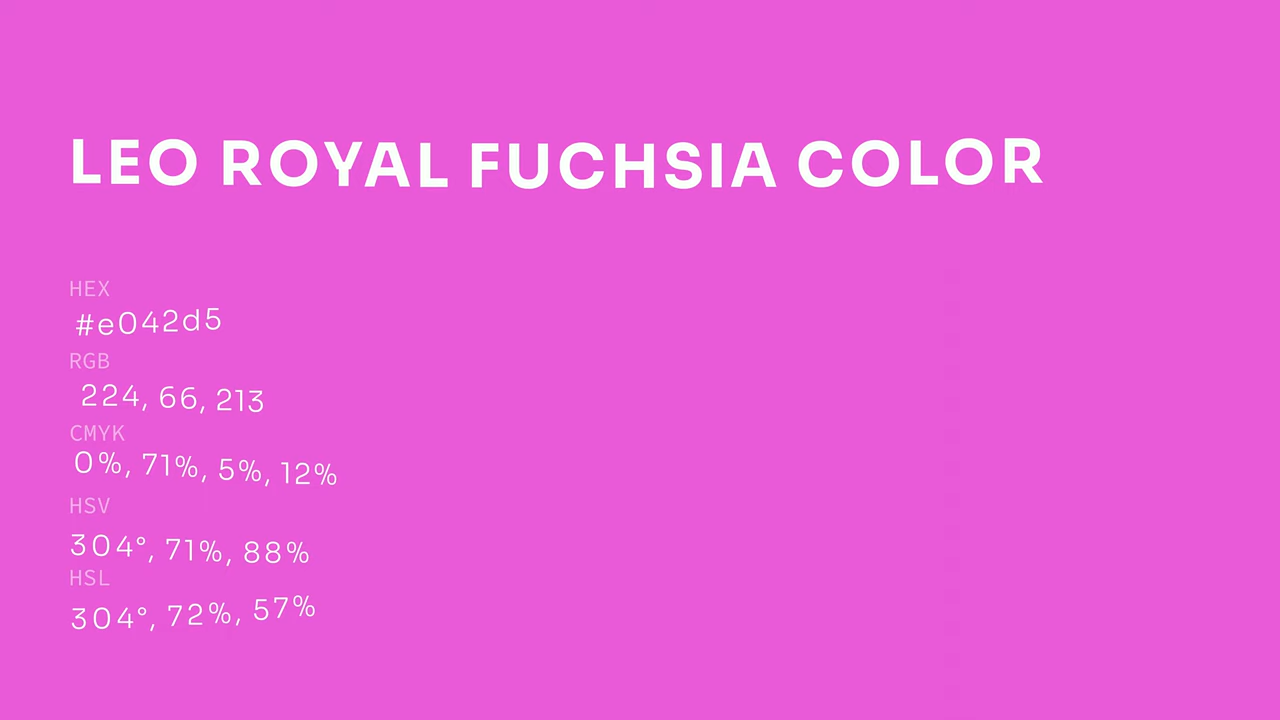 LEO ROYAL FUCHSIA COLOR
HEX
#e042d5
RGB
224, 66, 213
CMYK
0%, 71%, 5%, 12%
HSV
304°, 71%, 88%
HSL
304°, 72%, 57%